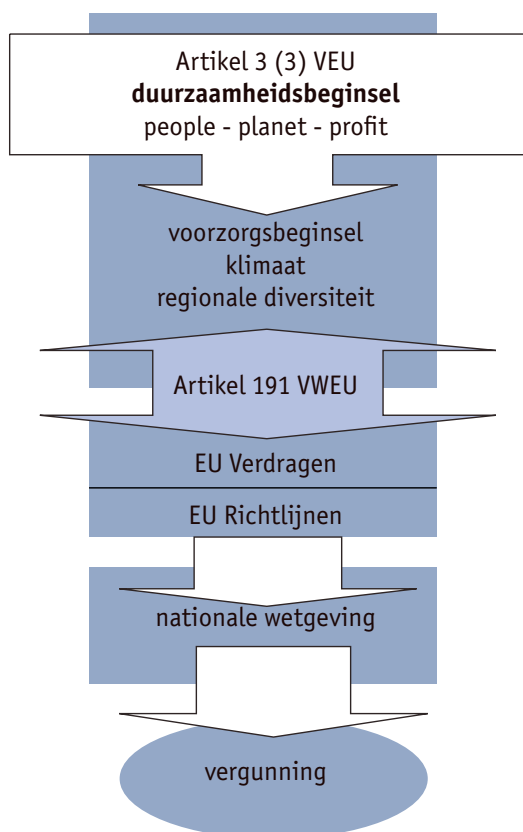 Artikel 3 (3) VEU
duurzaamheidsbeginsel
people - planet - profit
voorzorgsbeginsel
klimaat
regionale diversiteit
Artikel 191 VWEU
EU Verdragen
EU Richtlijnen
nationale wetgeving
vergunning